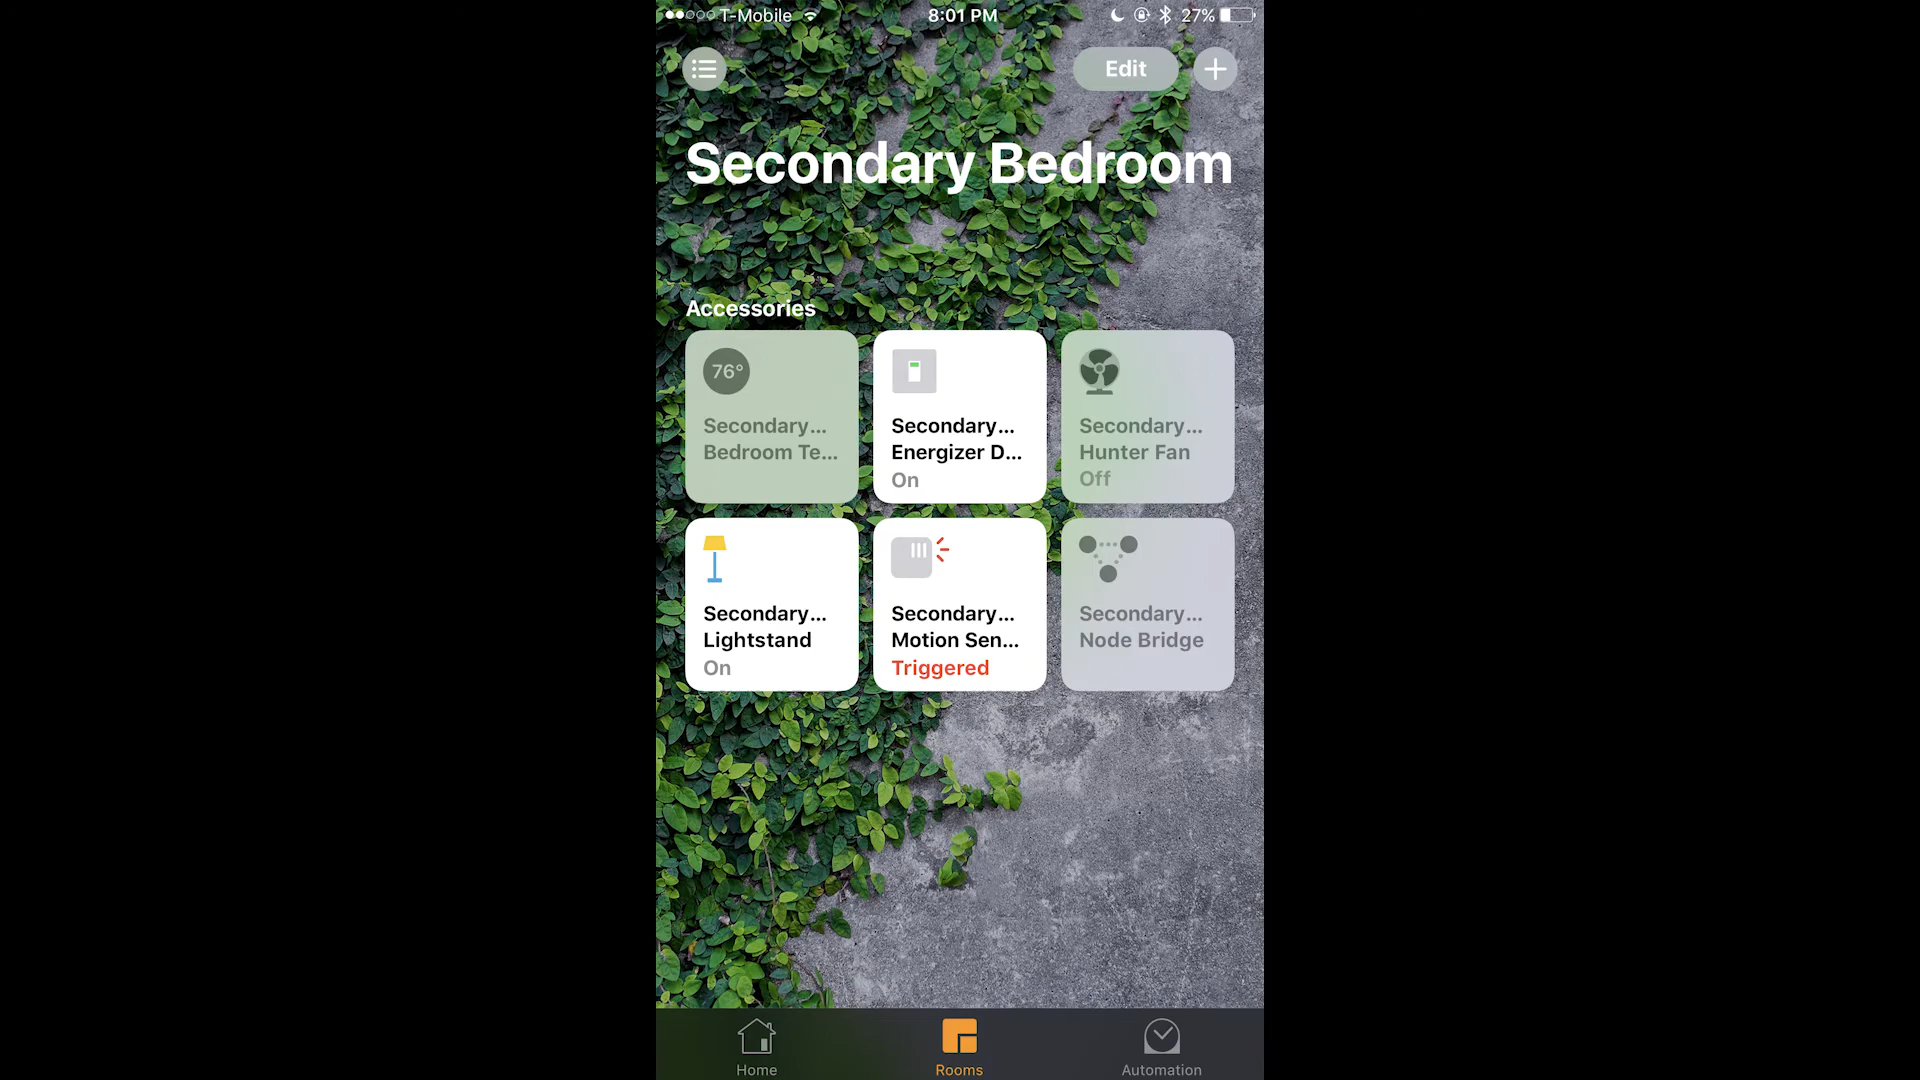 T-Mobile 8:01 PM 27%
Edit
Secondary Bedroom
Accessories
76°
Secondary...
Bedroom Te...
Secondary...
Energizer D...
On
Secondary...
Hunter Fan
Off
Secondary...
Lightstand
On
Secondary...
Motion Sen...
Triggered
Secondary...
Node Bridge
Home
Rooms
Automation